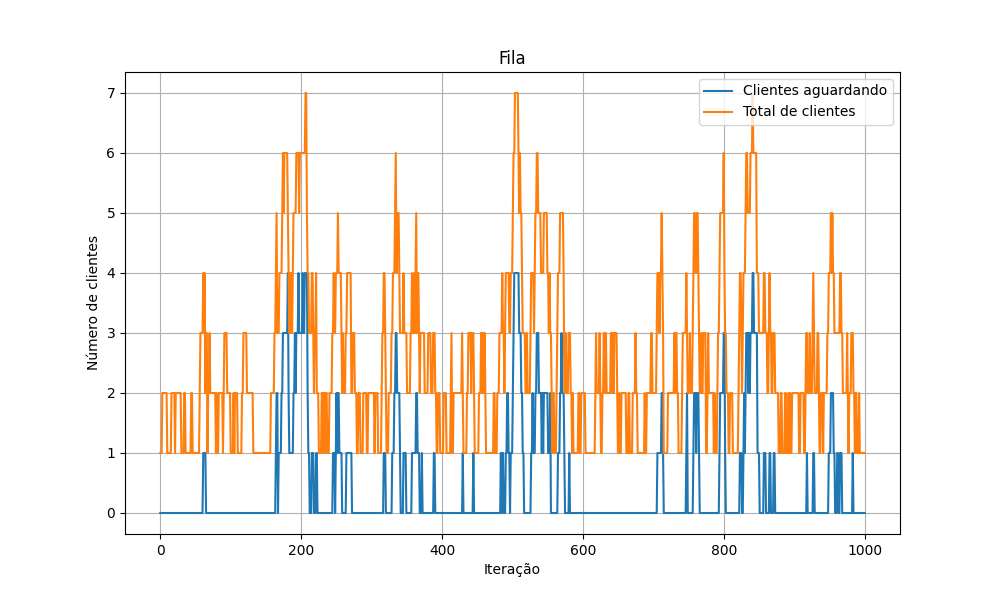 Fila
Clientes aguardando
Total de clientes
Número de clientes
7
6
5
4
3
2
1
0
0 200 400 600 800 1000
Iteração